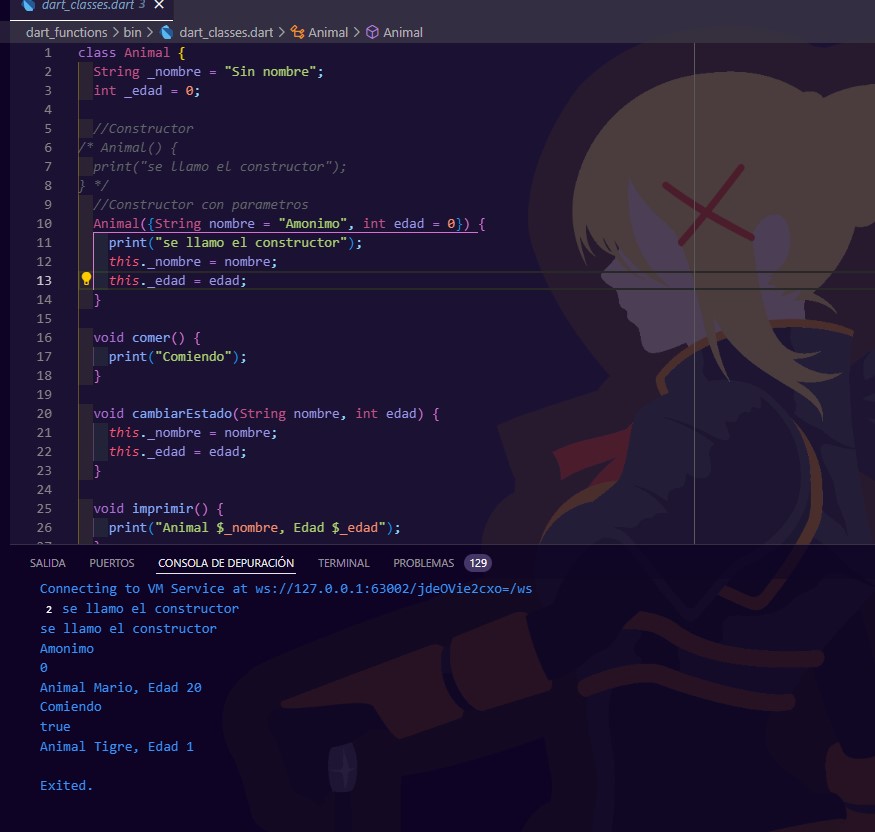 dart_classes.dart 3 ×
dart_functions > bin > dart_classes.dart > Animal > Animal
1 class Animal {
2 String _nombre = "Sin nombre";
3 int _edad = 0;
4
5 //Constructor
6 /* Animal() {
7 print("se llamo el constructor");
8 } */
9 //Constructor con parametros
10 Animal({String nombre = "Amonimo", int edad = 0}) {
11 print("se llamo el constructor");
12 this._nombre = nombre;
13 this._edad = edad;
14 }
15
16 void comer() {
17 print("Comiendo");
18 }
19
20 void cambiarEstado(String nombre, int edad) {
21 this._nombre = nombre;
22 this._edad = edad;
23 }
24
25 void imprimir() {
26 print("Animal $_nombre, Edad $_edad");
27 }
SALIDA PUERTOS CONSOLA DE DEPURACIÓN TERMINAL PROBLEMAS 129
Connecting to VM Service at ws://127.0.0.1:63002/jdeOVie2cxo=/ws
2 se llamo el constructor
se llamo el constructor
Amonimo
0
Animal Mario, Edad 20
Comiendo
true
Animal Tigre, Edad 1
Exited.